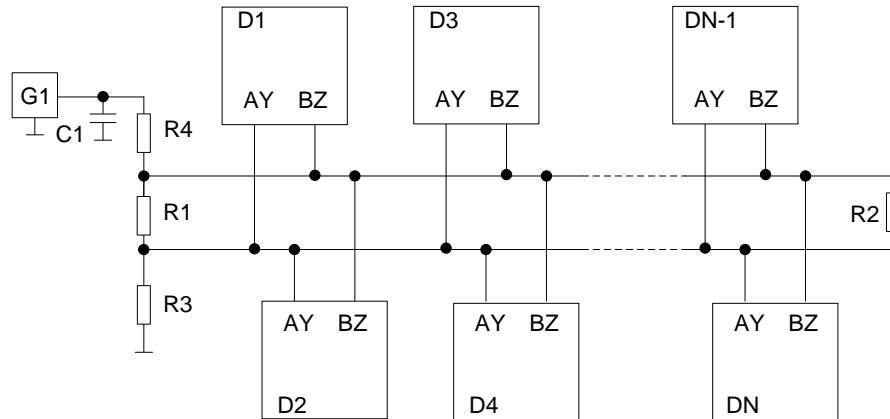 D1
D3
DN-1
G1
AY BZ
AY BZ
AY BZ
C1
R4
R1
R2
R3
AY BZ
AY BZ
AY BZ
D2
D4
DN